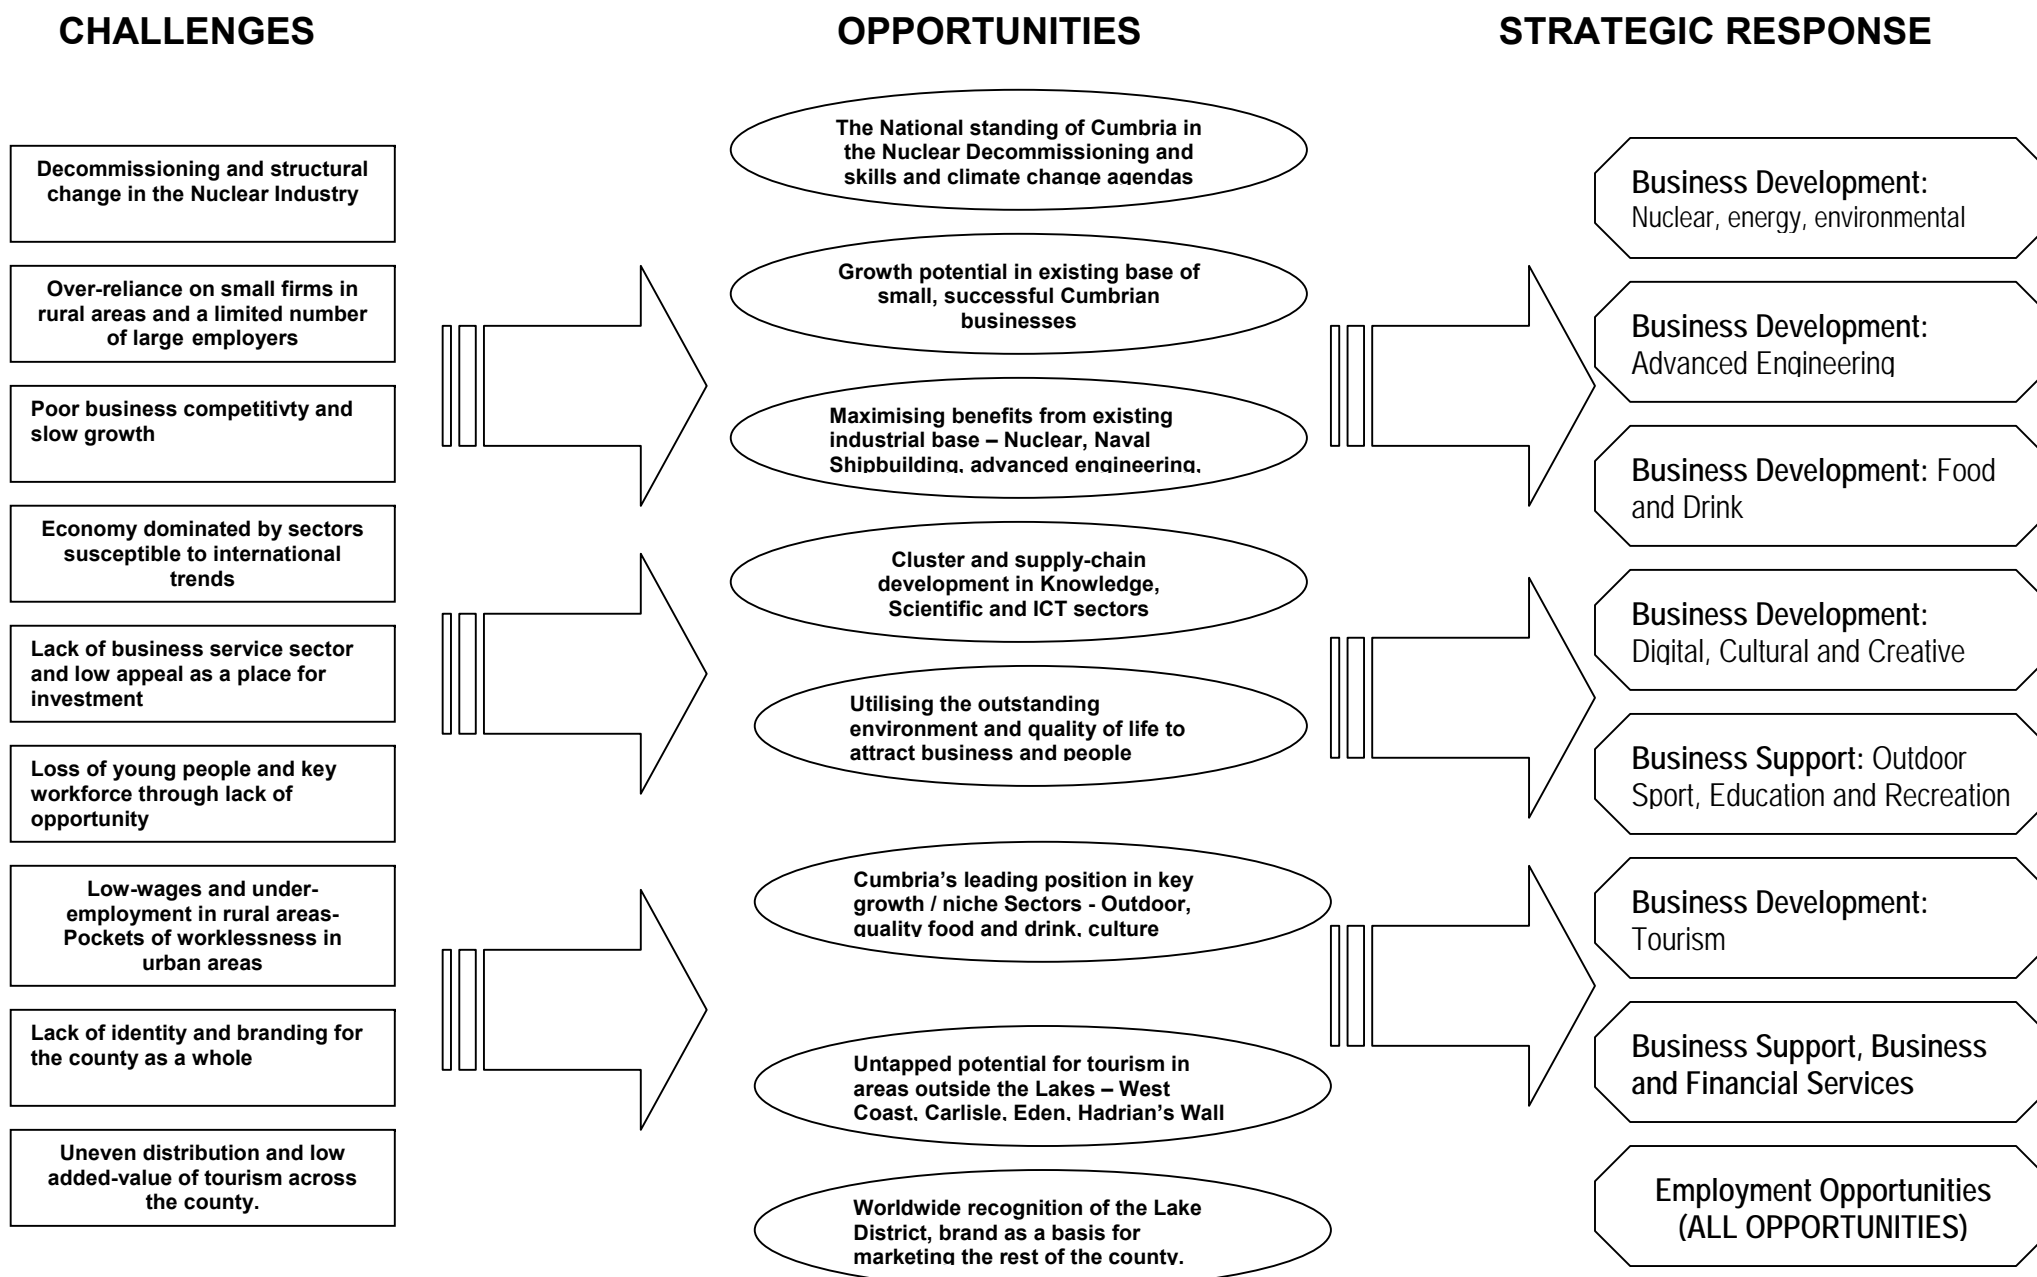 CHALLENGES
OPPORTUNITIES
STRATEGIC RESPONSE
Decommissioning and structural
change in the Nuclear Industry
Over-reliance on small firms in
rural areas and a limited number
of large employers
Poor business competitivty and
slow growth
Economy dominated by sectors
susceptible to international
trends
Lack of business service sector
and low appeal as a place for
investment
Loss of young people and key
workforce through lack of
opportunity
Low-wages and under-
employment in rural areas-
Pockets of worklessness in
urban areas
Lack of identity and branding for
the county as a whole
Uneven distribution and low
added-value of tourism across
the county.
The National standing of Cumbria in
the Nuclear Decommissioning and
skills and climate change agendas
Growth potential in existing base of
small, successful Cumbrian
businesses
Maximising benefits from existing
industrial base – Nuclear, Naval
Shipbuilding, advanced engineering,
Cluster and supply-chain
development in Knowledge,
Scientific and ICT sectors
Utilising the outstanding
environment and quality of life to
attract business and people
Cumbria’s leading position in key
growth / niche Sectors - Outdoor,
quality food and drink, culture
Untapped potential for tourism in
areas outside the Lakes – West
Coast, Carlisle, Eden, Hadrian’s Wall
Worldwide recognition of the Lake
District, brand as a basis for
marketing the rest of the county.
Business Development:
Nuclear, energy, environmental
Business Development:
Advanced Engineering
Business Development: Food
and Drink
Business Development:
Digital, Cultural and Creative
Business Support: Outdoor
Sport, Education and Recreation
Business Development:
Tourism
Business Support, Business
and Financial Services
Employment Opportunities
(ALL OPPORTUNITIES)